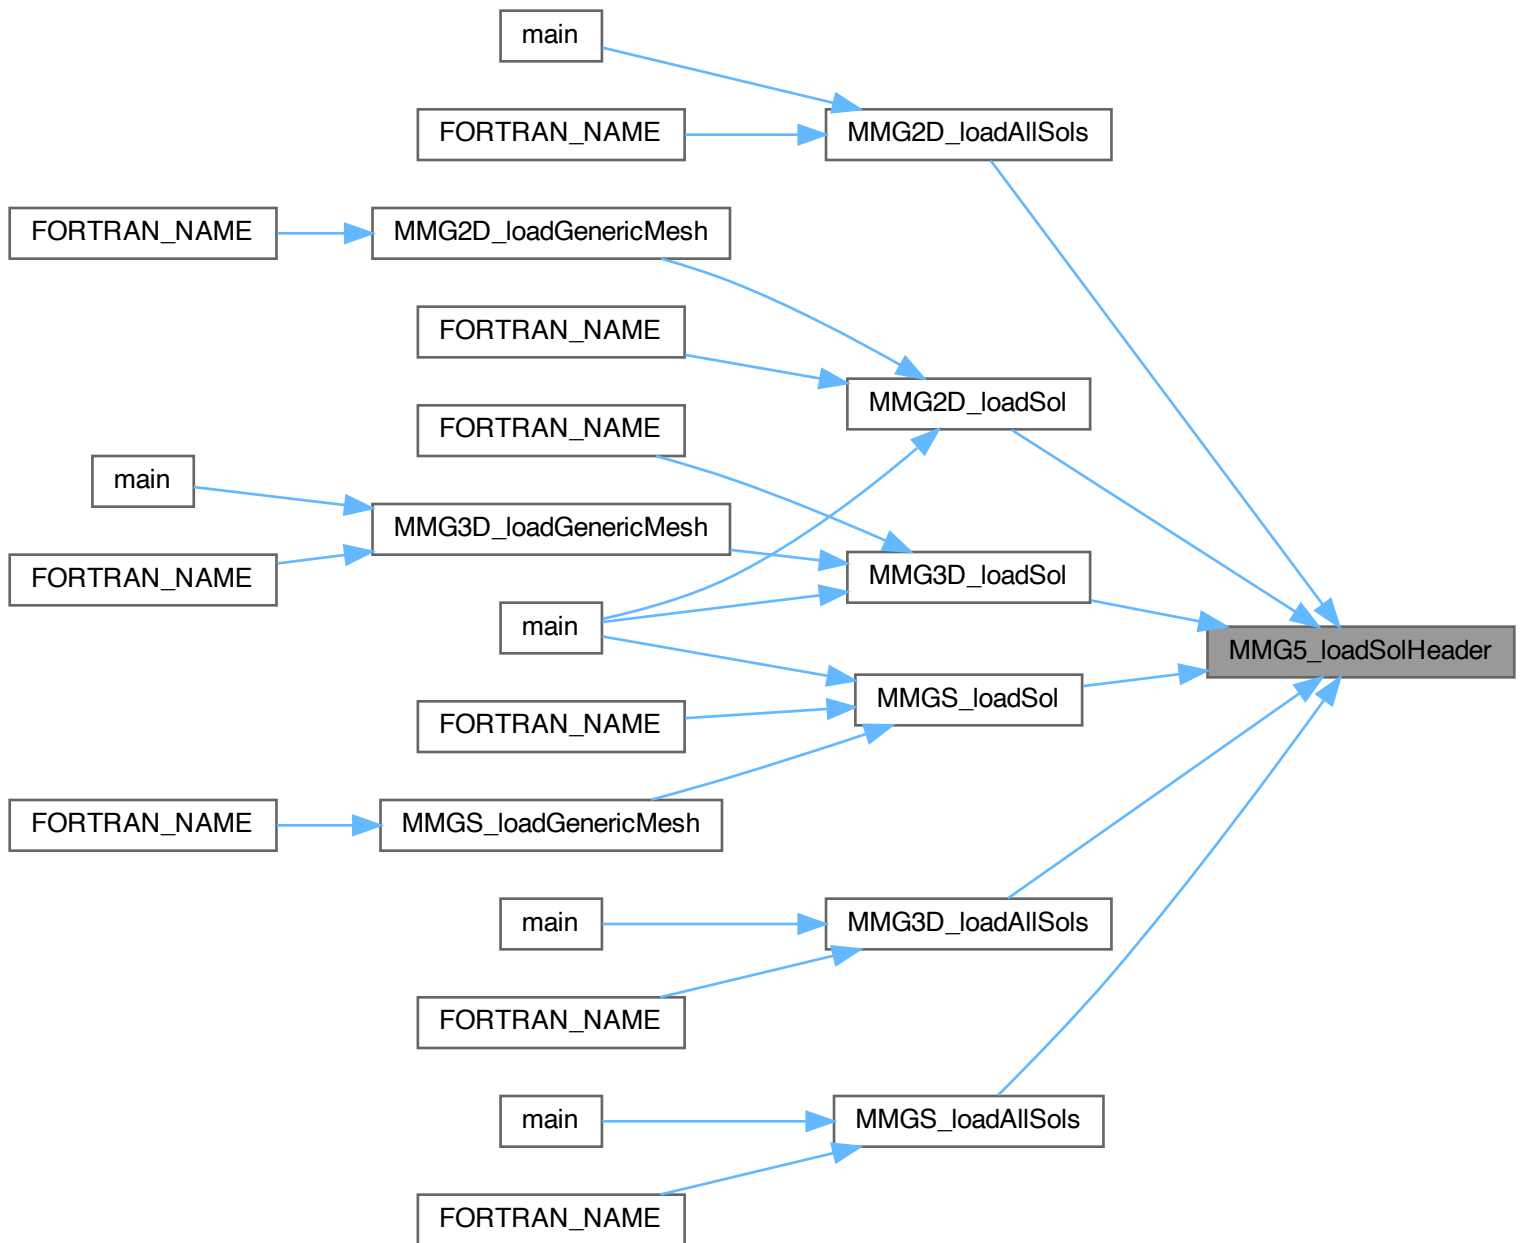 main
FORTRAN_NAME
MMG2D_loadAllSols
FORTRAN_NAME
MMG2D_loadGenericMesh
FORTRAN_NAME
MMG2D_loadSol
FORTRAN_NAME
main
MMG3D_loadGenericMesh
FORTRAN_NAME
MMG3D_loadSol
main
MMG5_loadSolHeader
MMGS_loadSol
FORTRAN_NAME
FORTRAN_NAME
MMGS_loadGenericMesh
main
MMG3D_loadAllSols
FORTRAN_NAME
main
MMGS_loadAllSols
FORTRAN_NAME